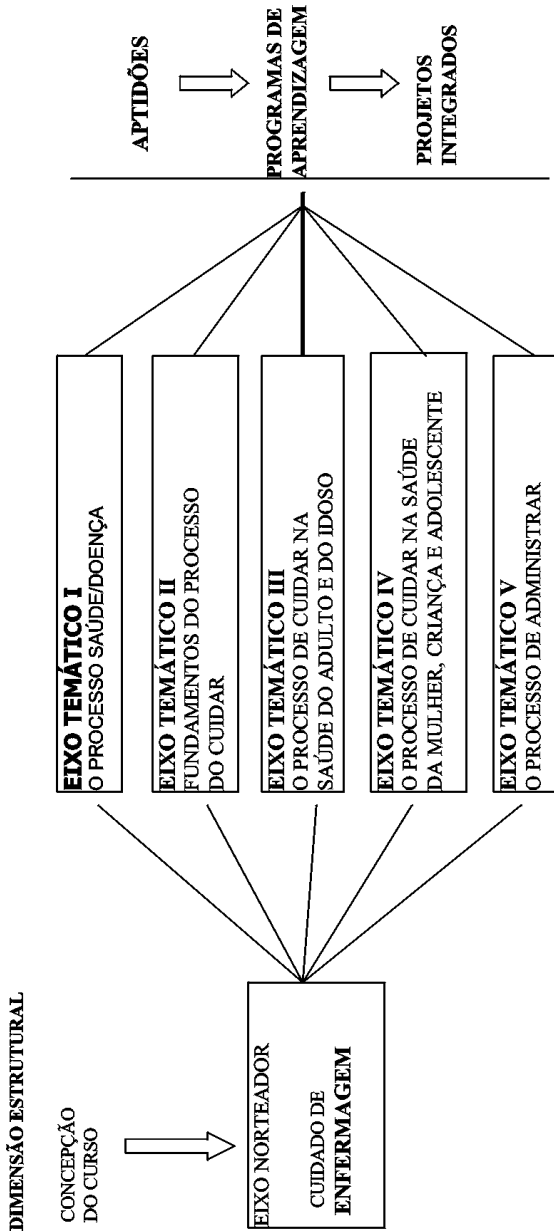 DIMENSÃO ESTRUTURAL
CONCEPÇÃO
DO CURSO
EIXO NORTEADOR
CUIDADO DE
ENFERMAGEM
EIXO TEMÁTICO I
O PROCESSO SAÚDE/DOENÇA
EIXO TEMÁTICO II
FUNDAMENTOS DO PROCESSO
DO CUIDAR
EIXO TEMÁTICO III
O PROCESSO DE CUIDAR NA
SAÚDE DO ADULTO E DO IDOSO
EIXO TEMÁTICO IV
O PROCESSO DE CUIDAR NA SAÚDE
DA MULHER, CRIANÇA E ADOLESCENTE
EIXO TEMÁTICO V
O PROCESSO DE ADMINISTRAR
APTIDÕES
PROGRAMAS DE
APRENDIZAGEM
PROJETOS
INTEGRADOS